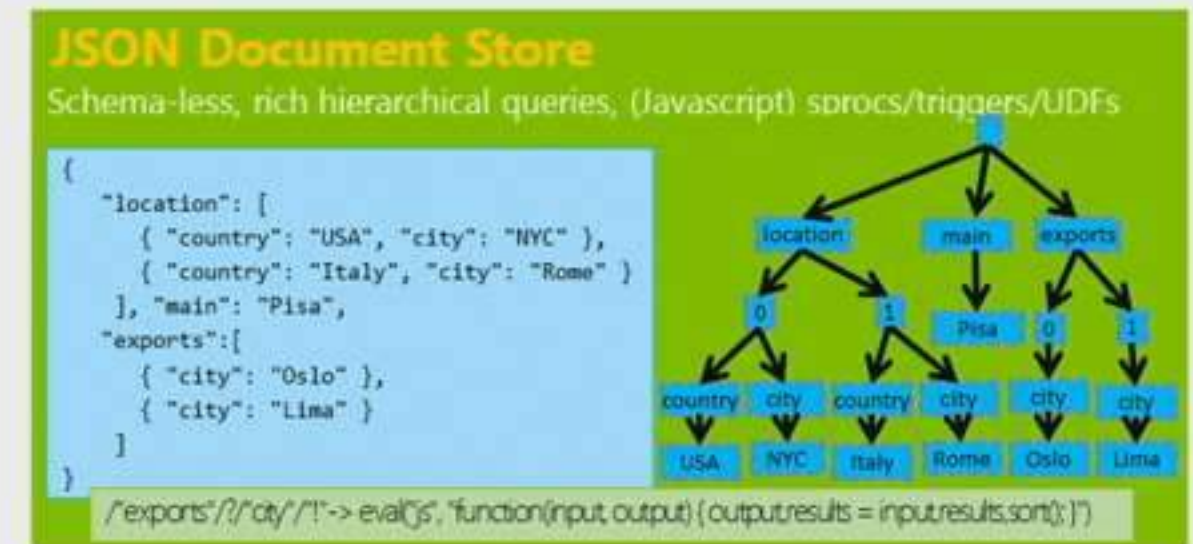 JSON Document Store
Schema-less, rich hierarchical queries, (Javascript) sprocs/triggers/UDFs
{
"location": [
{ "country": "USA", "city": "NYC" },
{ "country": "Italy", "city": "Rome" }
], "main": "Pisa",
"exports":[
{ "city": "Oslo" },
{ "city": "Lima" }
]
}
location main exports
0 1 Pisa 0 1
country city country city city city
USA NYC Italy Rome Oslo Lima
/"exports"/?/"city"/"!"-> eval("js", "function(input, output) { output.results = input.results.sort(); }")